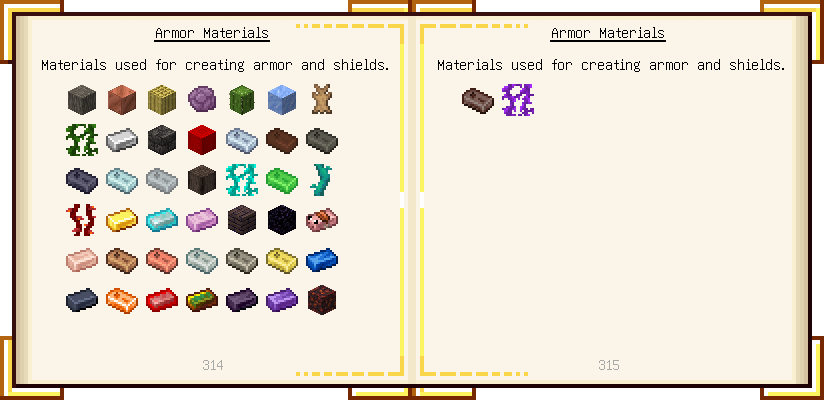 Armor Materials
Materials used for creating armor and shields.
314
Armor Materials
Materials used for creating armor and shields.
315